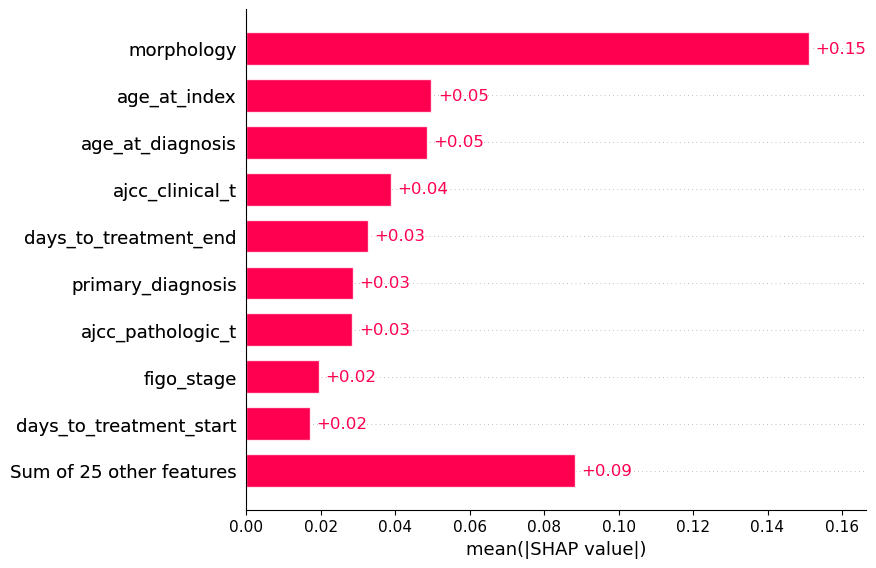 morphology +0.15
age_at_index +0.05
age_at_diagnosis +0.05
ajcc_clinical_t +0.04
days_to_treatment_end +0.03
primary_diagnosis +0.03
ajcc_pathologic_t +0.03
figo_stage +0.02
days_to_treatment_start +0.02
Sum of 25 other features +0.09
0.00 0.02 0.04 0.06 0.08 0.10 0.12 0.14 0.16
mean(|SHAP value|)